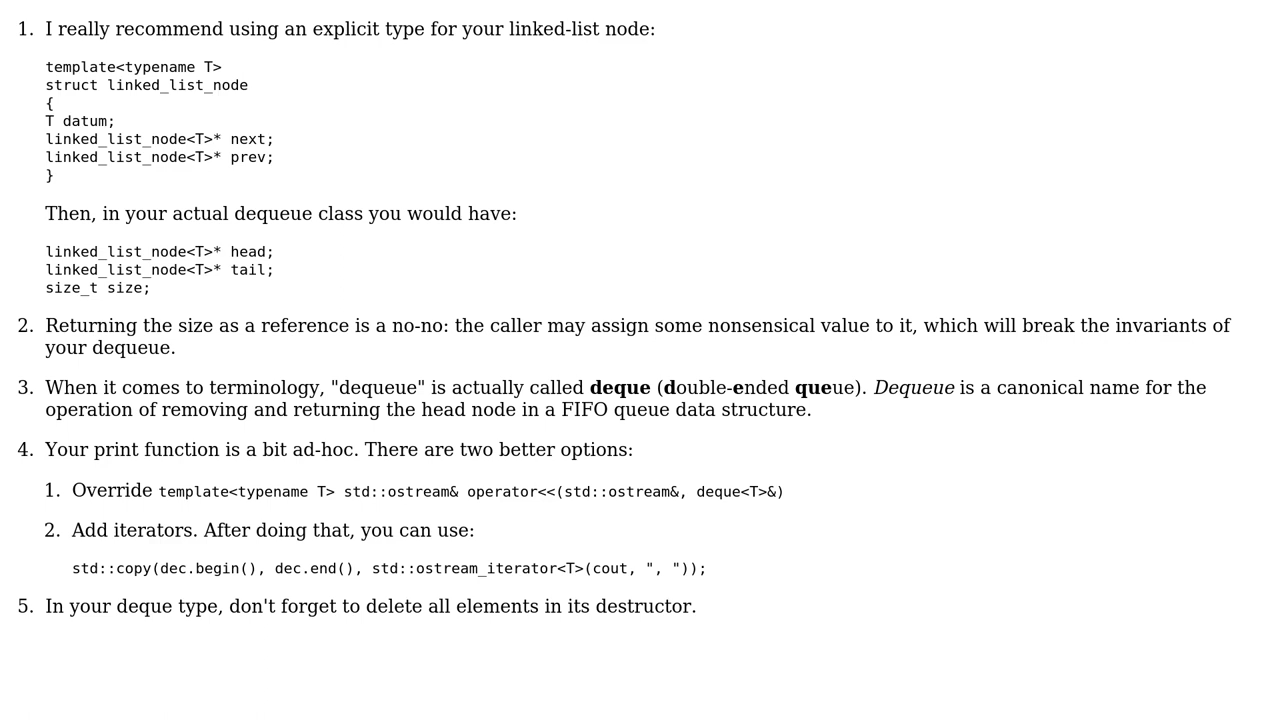 1. I really recommend using an explicit type for your linked-list node:
template<typename T>
struct linked_list_node
{
T datum;
linked_list_node<T>* next;
linked_list_node<T>* prev;
}
Then, in your actual dequeue class you would have:
linked_list_node<T>* head;
linked_list_node<T>* tail;
size_t size;
2. Returning the size as a reference is a no-no: the caller may assign some nonsensical value to it, which will break the invariants of
your dequeue.
3. When it comes to terminology, "dequeue" is actually called deque (double-ended queue). Dequeue is a canonical name for the
operation of removing and returning the head node in a FIFO queue data structure.
4. Your print function is a bit ad-hoc. There are two better options:
1. Override template<typename T> std::ostream& operator<<(std::ostream&, deque<T>&)
2. Add iterators. After doing that, you can use:
std::copy(dec.begin(), dec.end(), std::ostream_iterator<T>(cout, ", "));
5. In your deque type, don't forget to delete all elements in its destructor.